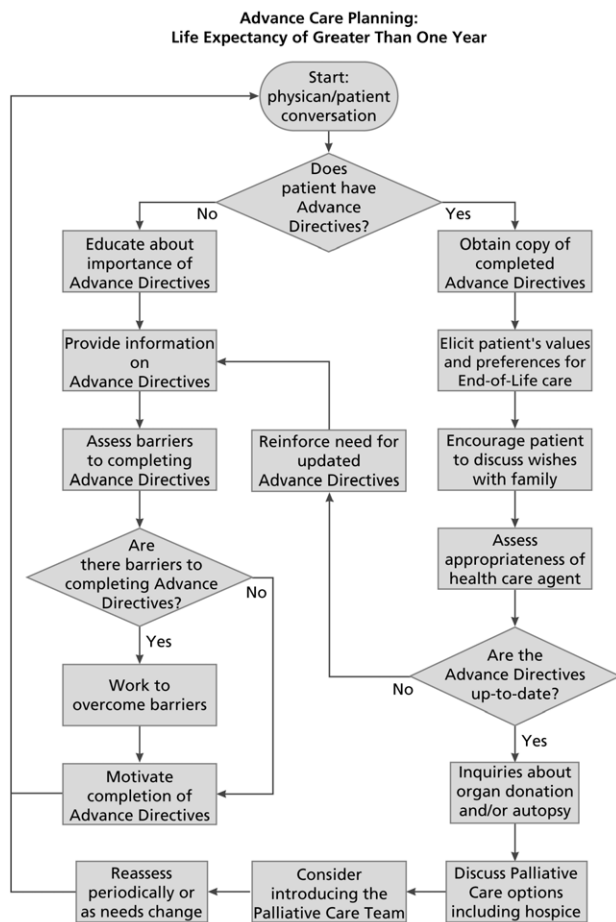 Advance Care Planning:
Life Expectancy of Greater Than One Year
Start:
physican/patient
conversation
Does
patient have
Advance
Directives?
No
Yes
Educate about
importance of
Advance Directives
Obtain copy of
completed
Advance Directives
Provide information
on
Advance Directives
Elicit patient's values
and preferences for
End-of-Life care
Assess barriers
to completing
Advance Directives
Reinforce need for
updated
Advance Directives
Encourage patient
to discuss wishes
with family
Are
there barriers to
completing Advance
Directives?
No
Yes
Assess
appropriateness of
health care agent
Work to
overcome barriers
Are the
Advance Directives
up-to-date?
No
Yes
Motivate
completion of
Advance Directives
Inquiries about
organ donation
and/or autopsy
Reassess
periodically or
as needs change
Consider
introducing the
Palliative Care Team
Discuss Palliative
Care options
including hospice